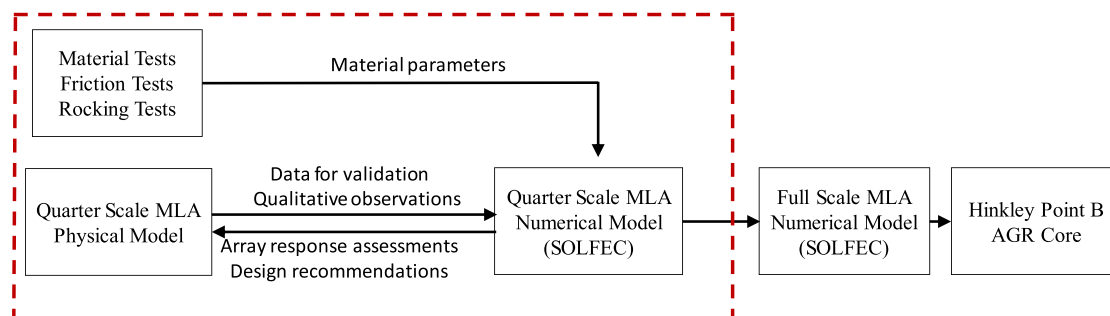 Material Tests
Friction Tests
Rocking Tests
Material parameters
Quarter Scale MLA
Physical Model
Data for validation
Qualitative observations
Array response assessments
Design recommendations
Quarter Scale MLA
Numerical Model
(SOLFEC)
Full Scale MLA
Numerical Model
(SOLFEC)
Hinkley Point B
AGR Core